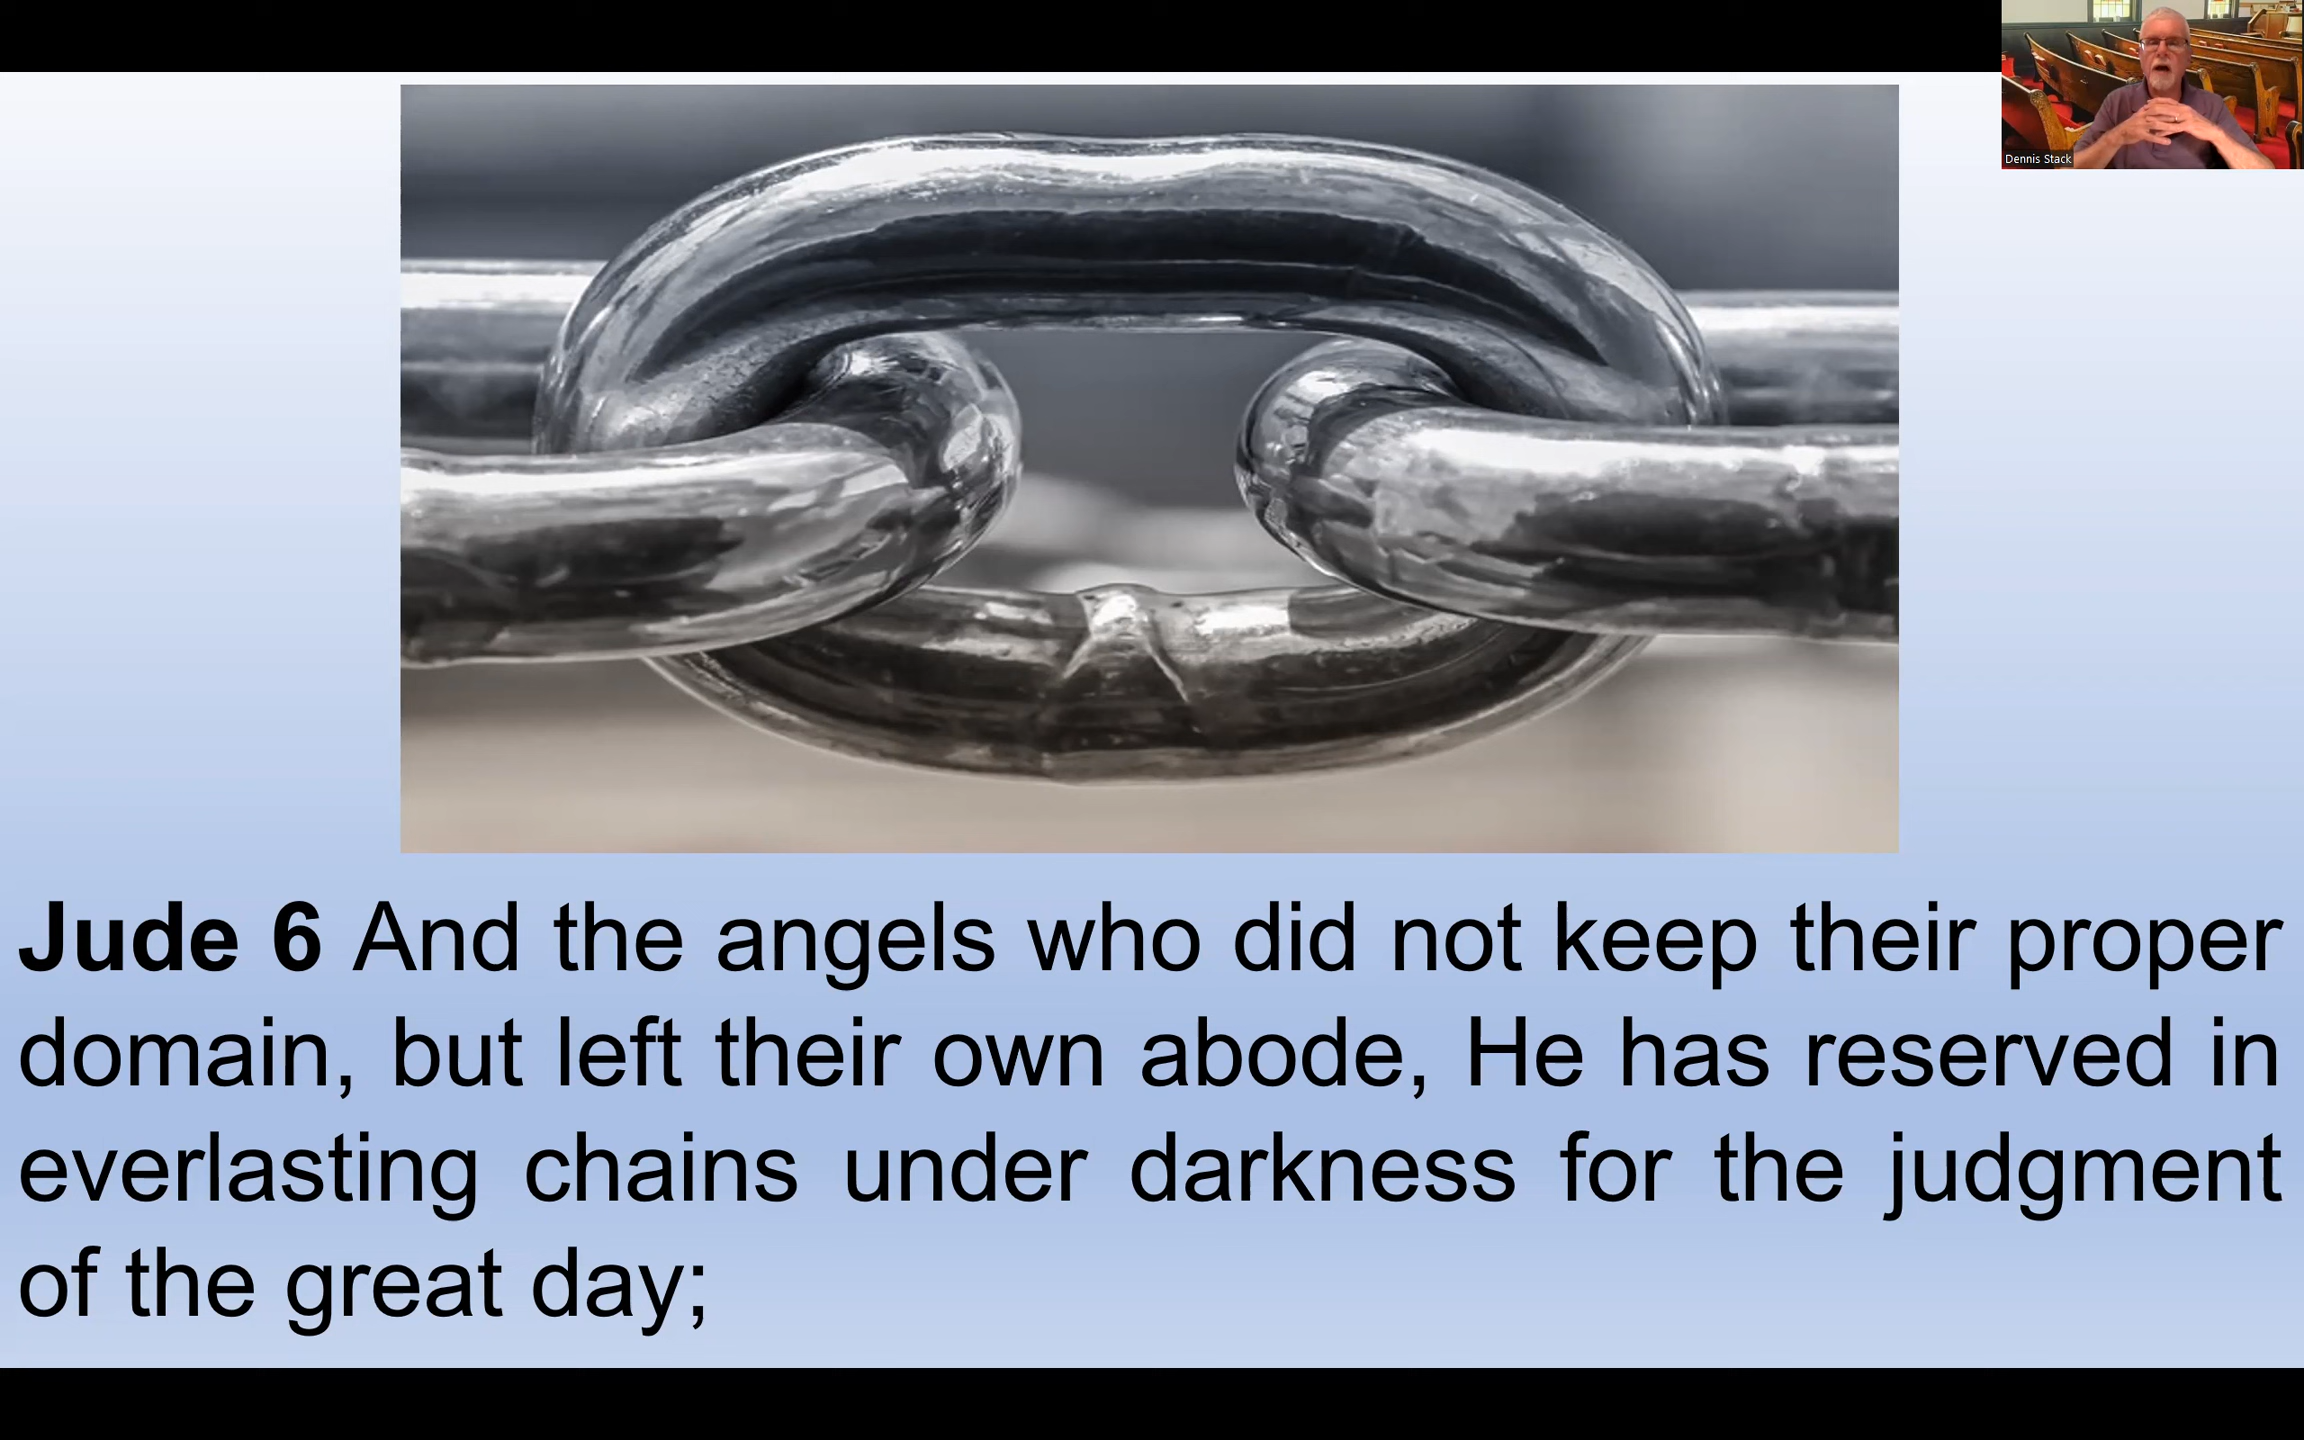 Dennis Stack
Jude 6 And the angels who did not keep their proper
domain, but left their own abode, He has reserved in
everlasting chains under darkness for the judgment
of the great day;